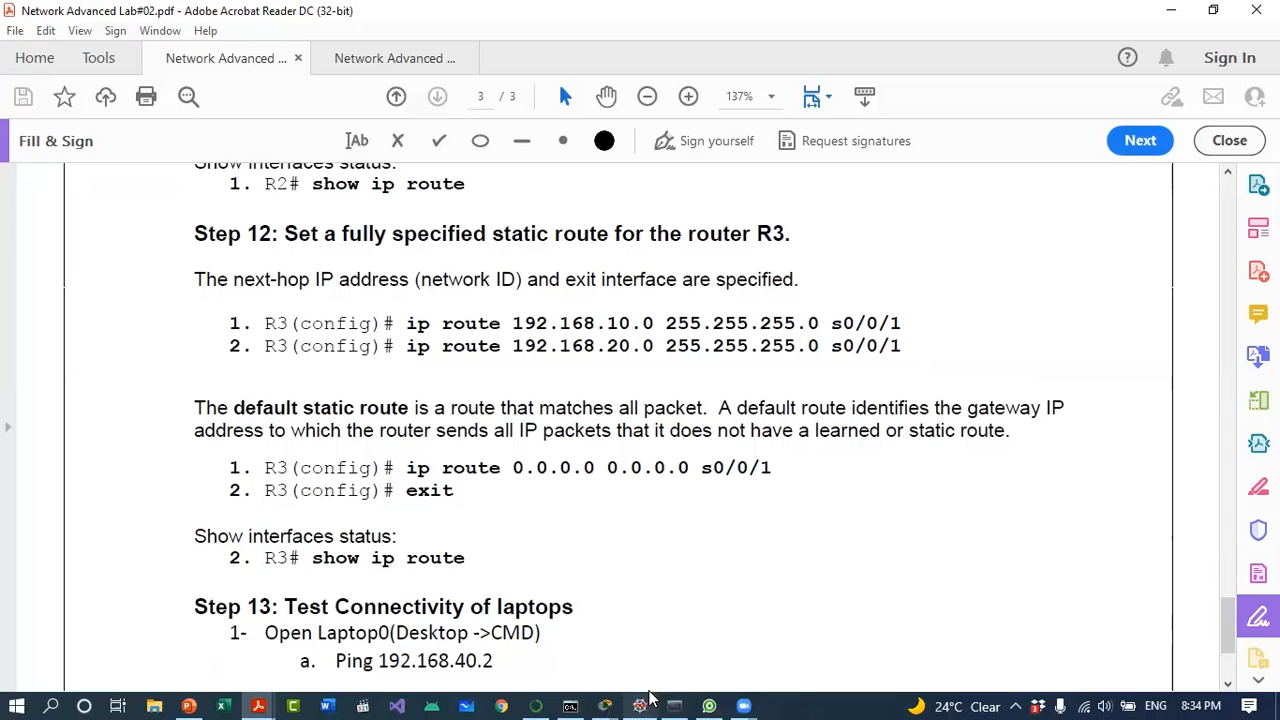 Network Advanced Lab#02.pdf - Adobe Acrobat Reader DC (32-bit)
File Edit View Sign Window Help
Home Tools Network Advanced ... × Network Advanced ... Sign In
3 / 3 137%
Fill & Sign Ab Sign yourself Request signatures Next Close
Show interfaces status:
1. R2# show ip route
Step 12: Set a fully specified static route for the router R3.
The next-hop IP address (network ID) and exit interface are specified.
1. R3(config)# ip route 192.168.10.0 255.255.255.0 s0/0/1
2. R3(config)# ip route 192.168.20.0 255.255.255.0 s0/0/1
The default static route is a route that matches all packet. A default route identifies the gateway IP
address to which the router sends all IP packets that it does not have a learned or static route.
1. R3(config)# ip route 0.0.0.0 0.0.0.0 s0/0/1
2. R3(config)# exit
Show interfaces status:
2. R3# show ip route
Step 13: Test Connectivity of laptops
1- Open Laptop0(Desktop ->CMD)
a. Ping 192.168.40.2
24°C Clear 8:34 PM